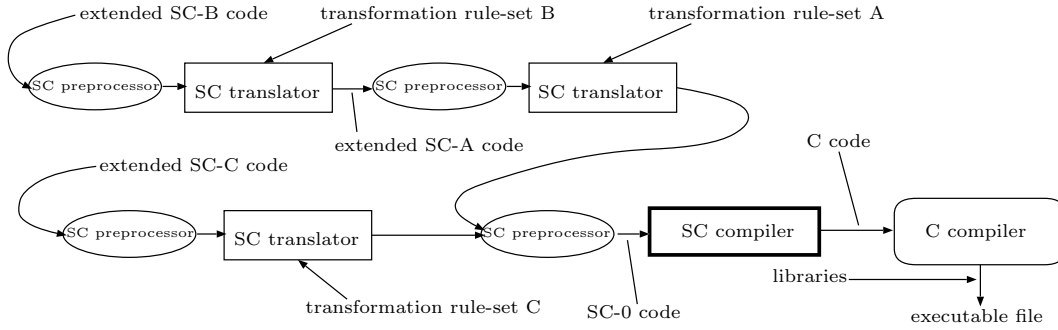 extended SC-B code
transformation rule-set B
transformation rule-set A
SC preprocessor
SC translator
SC preprocessor
SC translator
extended SC-A code
extended SC-C code
C code
SC preprocessor
SC translator
SC preprocessor
SC compiler
C compiler
libraries
transformation rule-set C
SC-0 code
executable file